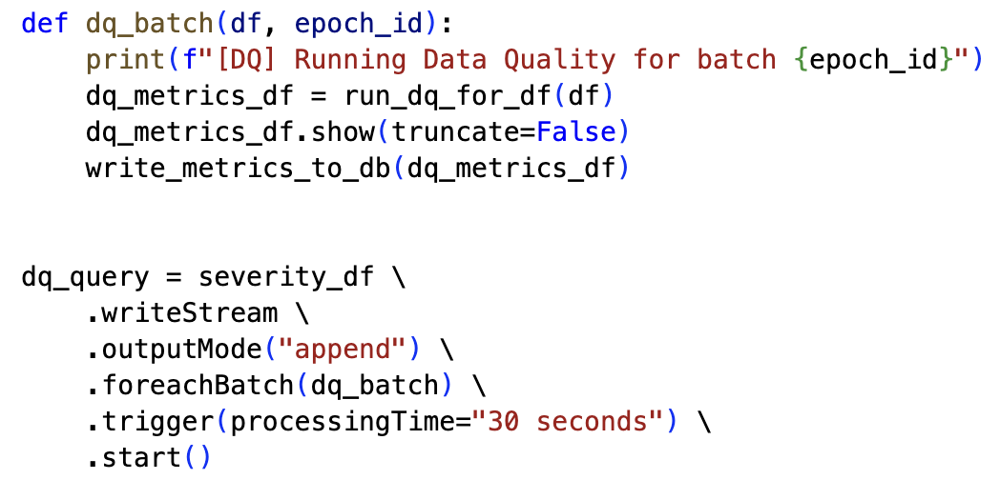 def dq_batch(df, epoch_id):
    print(f"[DQ] Running Data Quality for batch {epoch_id}")
    dq_metrics_df = run_dq_for_df(df)
    dq_metrics_df.show(truncate=False)
    write_metrics_to_db(dq_metrics_df)
dq_query = severity_df \
    .writeStream \
    .outputMode("append") \
    .foreachBatch(dq_batch) \
    .trigger(processingTime="30 seconds") \
    .start()